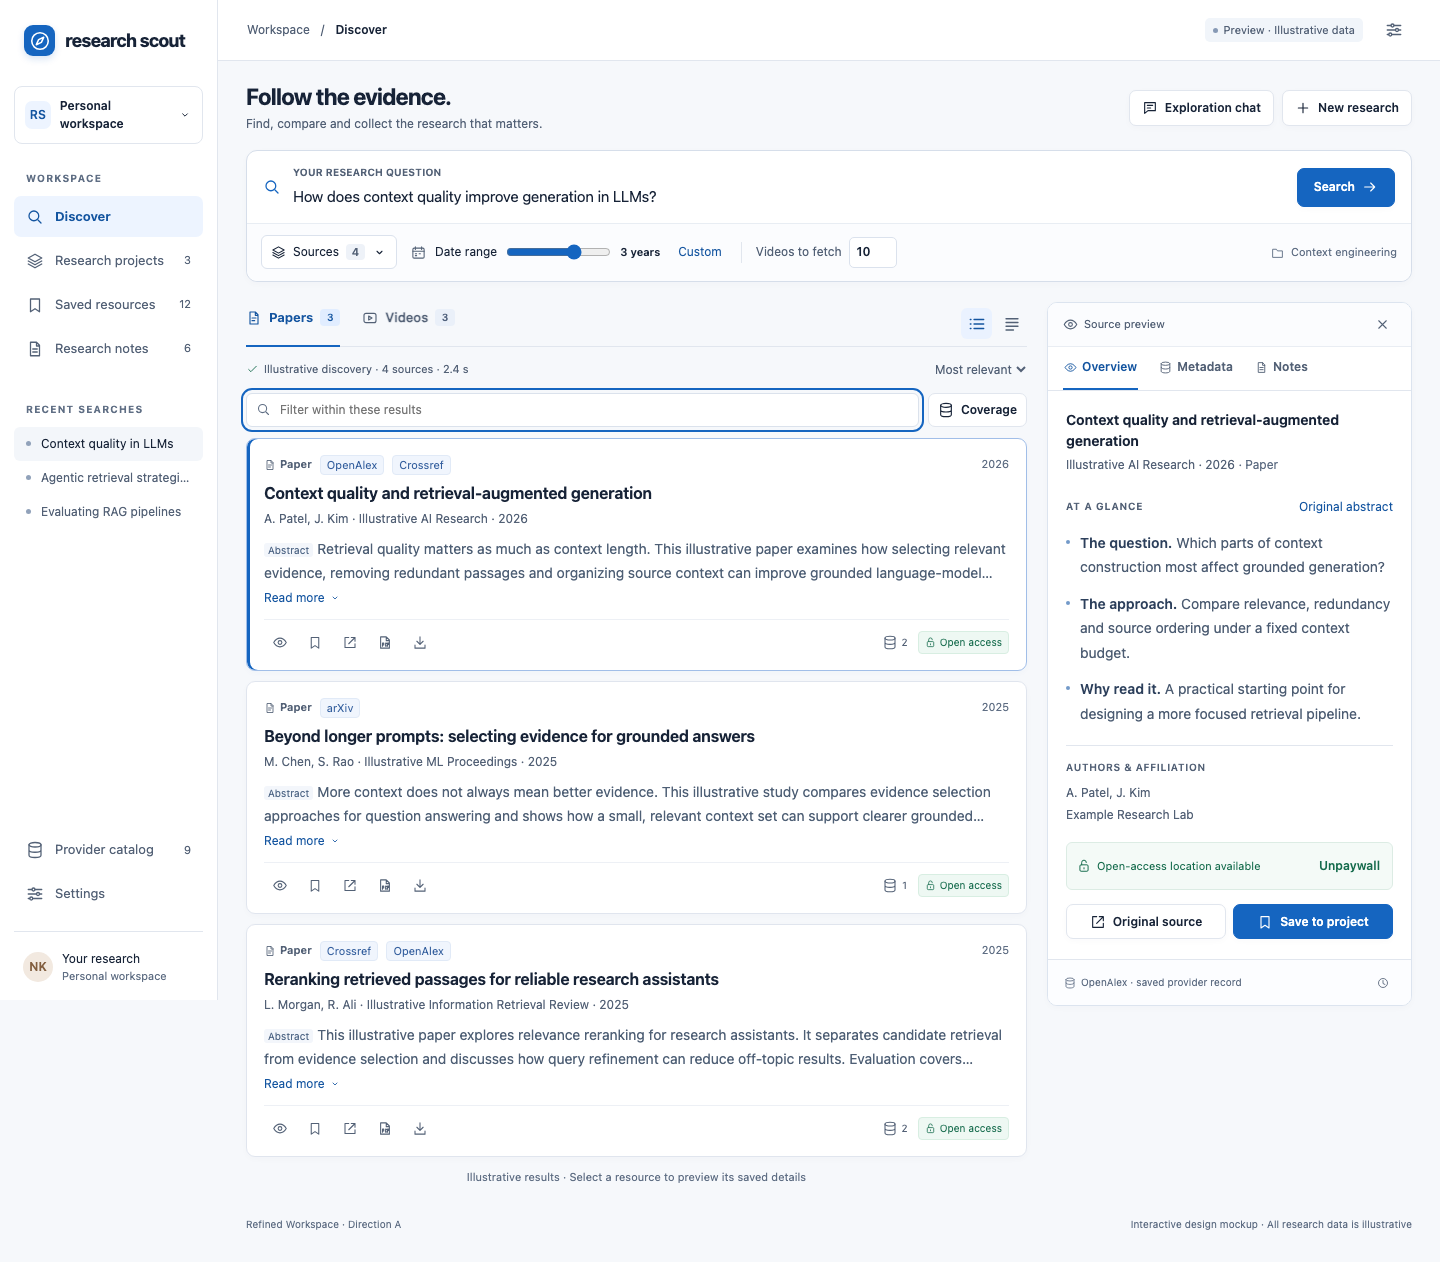 research scout
RS
Personal
workspace
WORKSPACE
Discover
Research projects 3
Saved resources 12
Research notes 6
RECENT SEARCHES
Context quality in LLMs
Agentic retrieval strategi...
Evaluating RAG pipelines
Provider catalog 9
Settings
NK
Your research
Personal workspace
Workspace / Discover
Preview · Illustrative data
Follow the evidence.
Find, compare and collect the research that matters.
Exploration chat
New research
YOUR RESEARCH QUESTION
How does context quality improve generation in LLMs?
Search
Sources 4
Date range 3 years Custom
Videos to fetch 10
Context engineering
Papers 3
Videos 3
Illustrative discovery · 4 sources · 2.4 s
Most relevant
Filter within these results
Coverage
Paper OpenAlex Crossref 2026
Context quality and retrieval-augmented generation
A. Patel, J. Kim · Illustrative AI Research · 2026
Abstract Retrieval quality matters as much as context length. This illustrative paper examines how selecting relevant
evidence, removing redundant passages and organizing source context can improve grounded language-model...
Read more
2 Open access
Paper arXiv 2025
Beyond longer prompts: selecting evidence for grounded answers
M. Chen, S. Rao · Illustrative ML Proceedings · 2025
Abstract More context does not always mean better evidence. This illustrative study compares evidence selection
approaches for question answering and shows how a small, relevant context set can support clearer grounded...
Read more
1 Open access
Paper Crossref OpenAlex 2025
Reranking retrieved passages for reliable research assistants
L. Morgan, R. Ali · Illustrative Information Retrieval Review · 2025
Abstract This illustrative paper explores relevance reranking for research assistants. It separates candidate retrieval
from evidence selection and discusses how query refinement can reduce off-topic results. Evaluation covers...
Read more
2 Open access
Illustrative results · Select a resource to preview its saved details
Source preview
Overview Metadata Notes
Context quality and retrieval-augmented
generation
Illustrative AI Research · 2026 · Paper
AT A GLANCE Original abstract
The question. Which parts of context
construction most affect grounded generation?
The approach. Compare relevance, redundancy
and source ordering under a fixed context
budget.
Why read it. A practical starting point for
designing a more focused retrieval pipeline.
AUTHORS & AFFILIATION
A. Patel, J. Kim
Example Research Lab
Open-access location available Unpaywall
Original source
Save to project
OpenAlex · saved provider record
Refined Workspace · Direction A
Interactive design mockup · All research data is illustrative